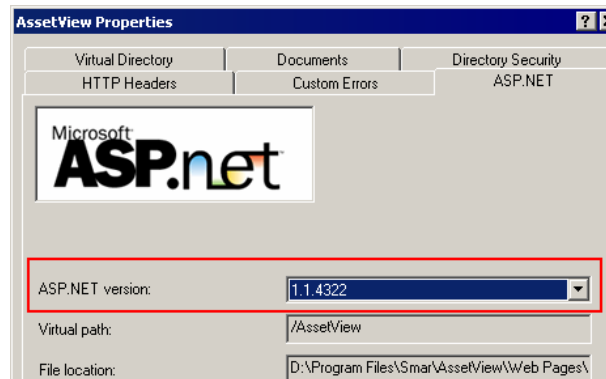 AssetView Properties
Virtual Directory Documents Directory Security
HTTP Headers Custom Errors ASP.NET
Microsoft
ASP.net
ASP.NET version: 1.1.4322
Virtual path: /AssetView
File location: D:\Program Files\Smar\AssetView\Web Pages\